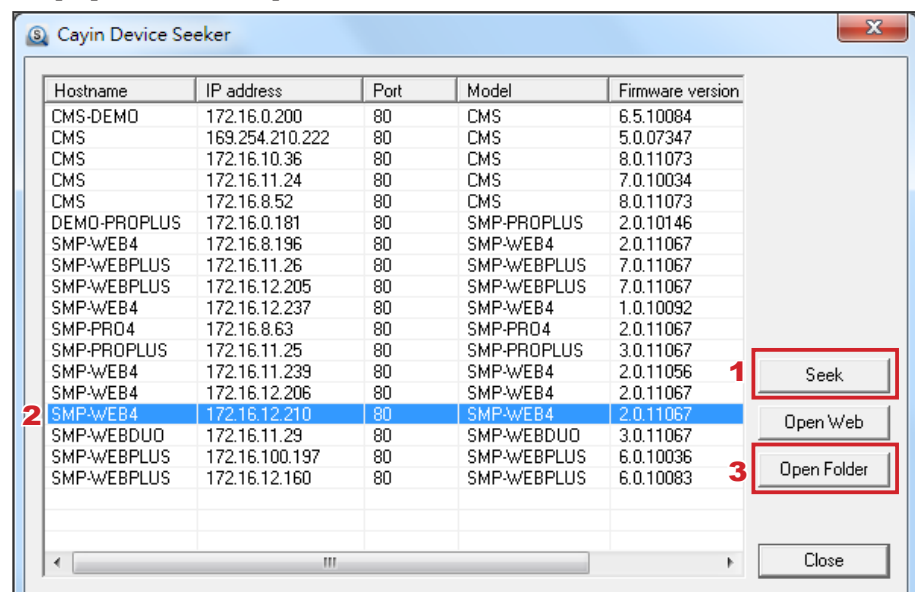 Cayin Device Seeker
Hostname IP address Port Model Firmware version
CMS-DEMO 172.16.0.200 80 CMS 6.5.10084
CMS 169.254.210.222 80 CMS 5.0.07347
CMS 172.16.10.36 80 CMS 8.0.11073
CMS 172.16.11.24 80 CMS 7.0.10034
CMS 172.16.8.52 80 CMS 8.0.11073
DEMO-PROPLUS 172.16.0.181 80 SMP-PROPLUS 2.0.10146
SMP-WEB4 172.16.8.196 80 SMP-WEB4 2.0.11067
SMP-WEBPLUS 172.16.11.26 80 SMP-WEBPLUS 7.0.11067
SMP-WEBPLUS 172.16.12.205 80 SMP-WEBPLUS 7.0.11067
SMP-WEB4 172.16.12.237 80 SMP-WEB4 1.0.10092
SMP-PRO4 172.16.8.63 80 SMP-PRO4 2.0.11067
SMP-PROPLUS 172.16.11.25 80 SMP-PROPLUS 3.0.11067
SMP-WEB4 172.16.11.239 80 SMP-WEB4 2.0.11056
1 Seek
SMP-WEB4 172.16.12.206 80 SMP-WEB4 2.0.11067
2 SMP-WEB4 172.16.12.210 80 SMP-WEB4 2.0.11067
Open Web
SMP-WEBDUO 172.16.11.29 80 SMP-WEBDUO 3.0.11067
SMP-WEBPLUS 172.16.100.197 80 SMP-WEBPLUS 6.0.10036
3 Open Folder
SMP-WEBPLUS 172.16.12.160 80 SMP-WEBPLUS 6.0.10083
Close